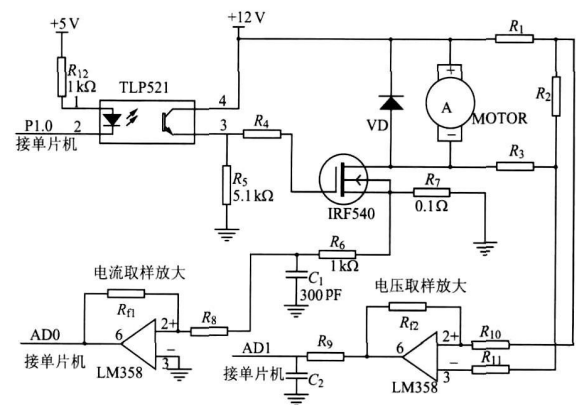 +5 V
+12 V
R12
1 kΩ
TLP521
R1
1
4
R2
A
MOTOR
VD
P1.0
2
3
R4
接单片机
R3
R5
5.1 kΩ
R7
0.1 Ω
IRF540
R6
1 kΩ
C1
300 PF
电流取样放大
电压取样放大
Rf1
Rf2
R8
AD0
6
2+
3
接单片机
LM358
AD1
R9
6
2+
3
R10
R11
接单片机
C2
LM358